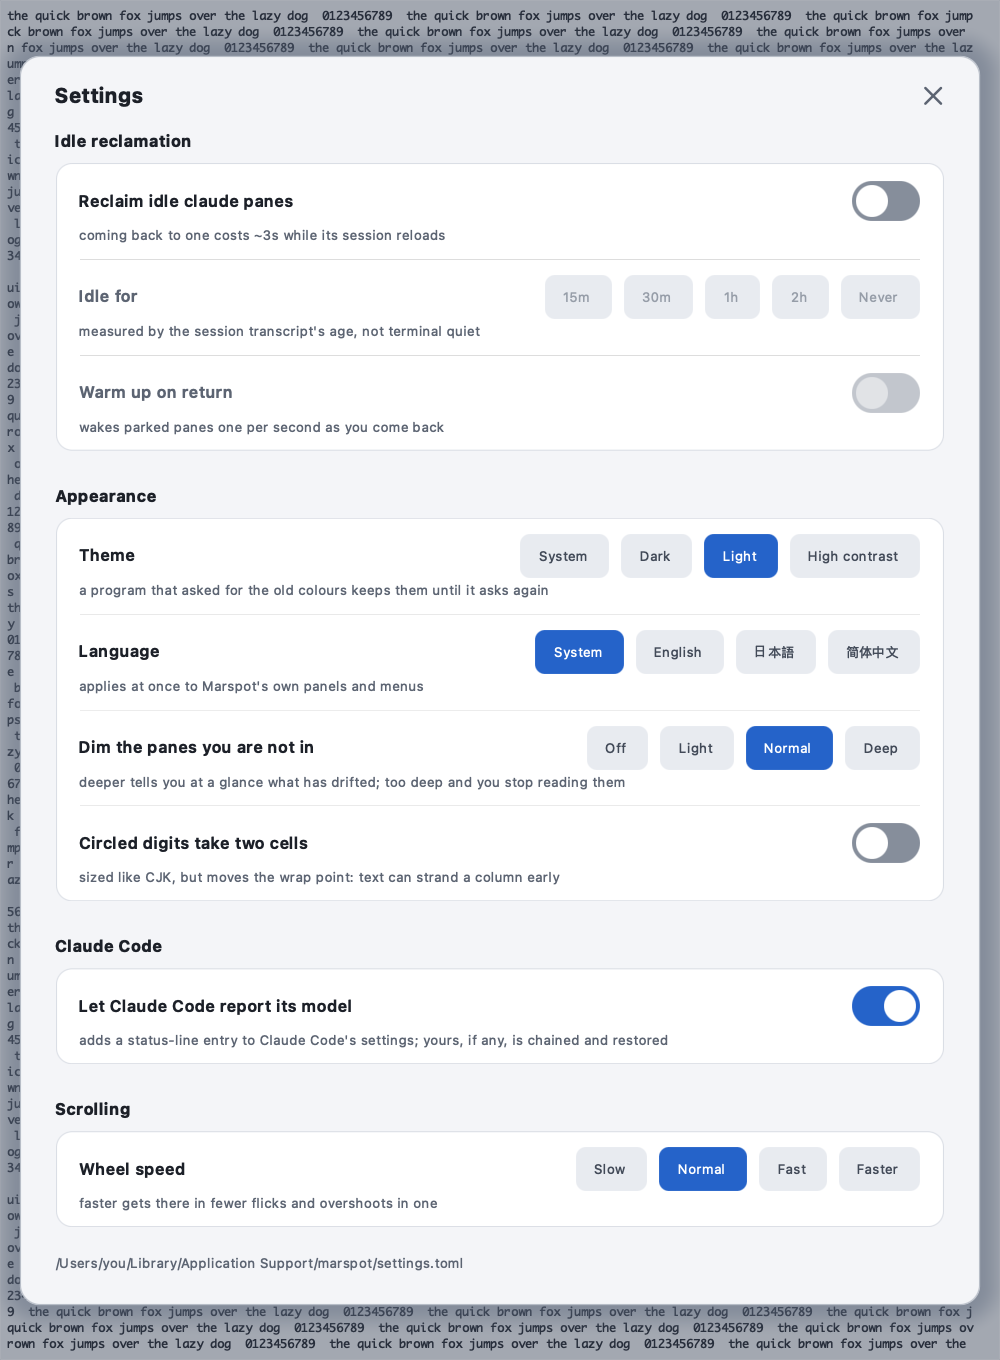 the quick brown fox jumps over the lazy dog  0123456789  the quick brown fox jumps over the lazy dog  0123456789  the quick brown fox jump
ck brown fox jumps over the lazy dog  0123456789  the quick brown fox jumps over the lazy dog  0123456789  the quick brown fox jumps over
n fox jumps over the lazy dog  0123456789  the quick brown fox jumps over the lazy dog  0123456789  the quick brown fox jumps over the laz
Settings
Idle reclamation
Reclaim idle claude panes
coming back to one costs ~3s while its session reloads
Idle for
15m 30m 1h 2h Never
measured by the session transcript's age, not terminal quiet
Warm up on return
wakes parked panes one per second as you come back
Appearance
Theme
System Dark Light High contrast
a program that asked for the old colours keeps them until it asks again
Language
System English 日本語 简体中文
applies at once to Marspot's own panels and menus
Dim the panes you are not in
Off Light Normal Deep
deeper tells you at a glance what has drifted; too deep and you stop reading them
Circled digits take two cells
sized like CJK, but moves the wrap point: text can strand a column early
Claude Code
Let Claude Code report its model
adds a status-line entry to Claude Code's settings; yours, if any, is chained and restored
Scrolling
Wheel speed
Slow Normal Fast Faster
faster gets there in fewer flicks and overshoots in one
/Users/you/Library/Application Support/marspot/settings.toml
9  the quick brown fox jumps over the lazy dog  0123456789  the quick brown fox jumps over the lazy dog  0123456789  the quick brown fox j
quick brown fox jumps over the lazy dog  0123456789  the quick brown fox jumps over the lazy dog  0123456789  the quick brown fox jumps ov
rown fox jumps over the lazy dog  0123456789  the quick brown fox jumps over the lazy dog  0123456789  the quick brown fox jumps over the